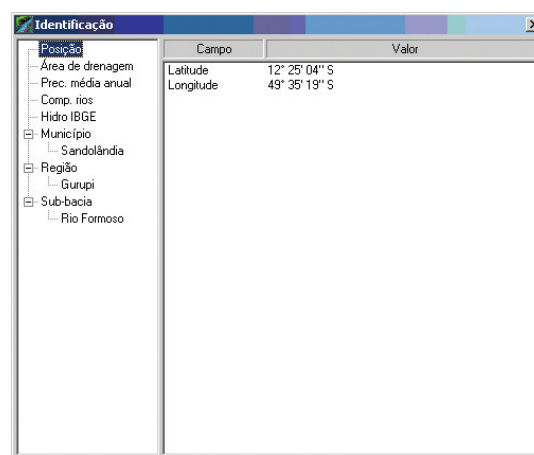 Identificação
Posição
Área de drenagem
Prec. média anual
Comp. rios
Hidro IBGE
Município
Sandolândia
Região
Gurupi
Sub-bacia
Rio Formoso
Campo Valor
Latitude 12° 25' 04'' S
Longitude 49° 35' 19'' S